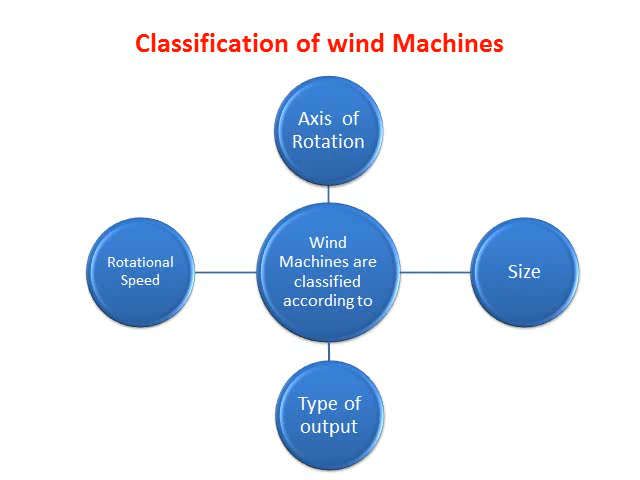 Classification of wind Machines
Axis of
Rotation
Rotational
Speed
Wind
Machines are
classified
according to
Size
Type of
output